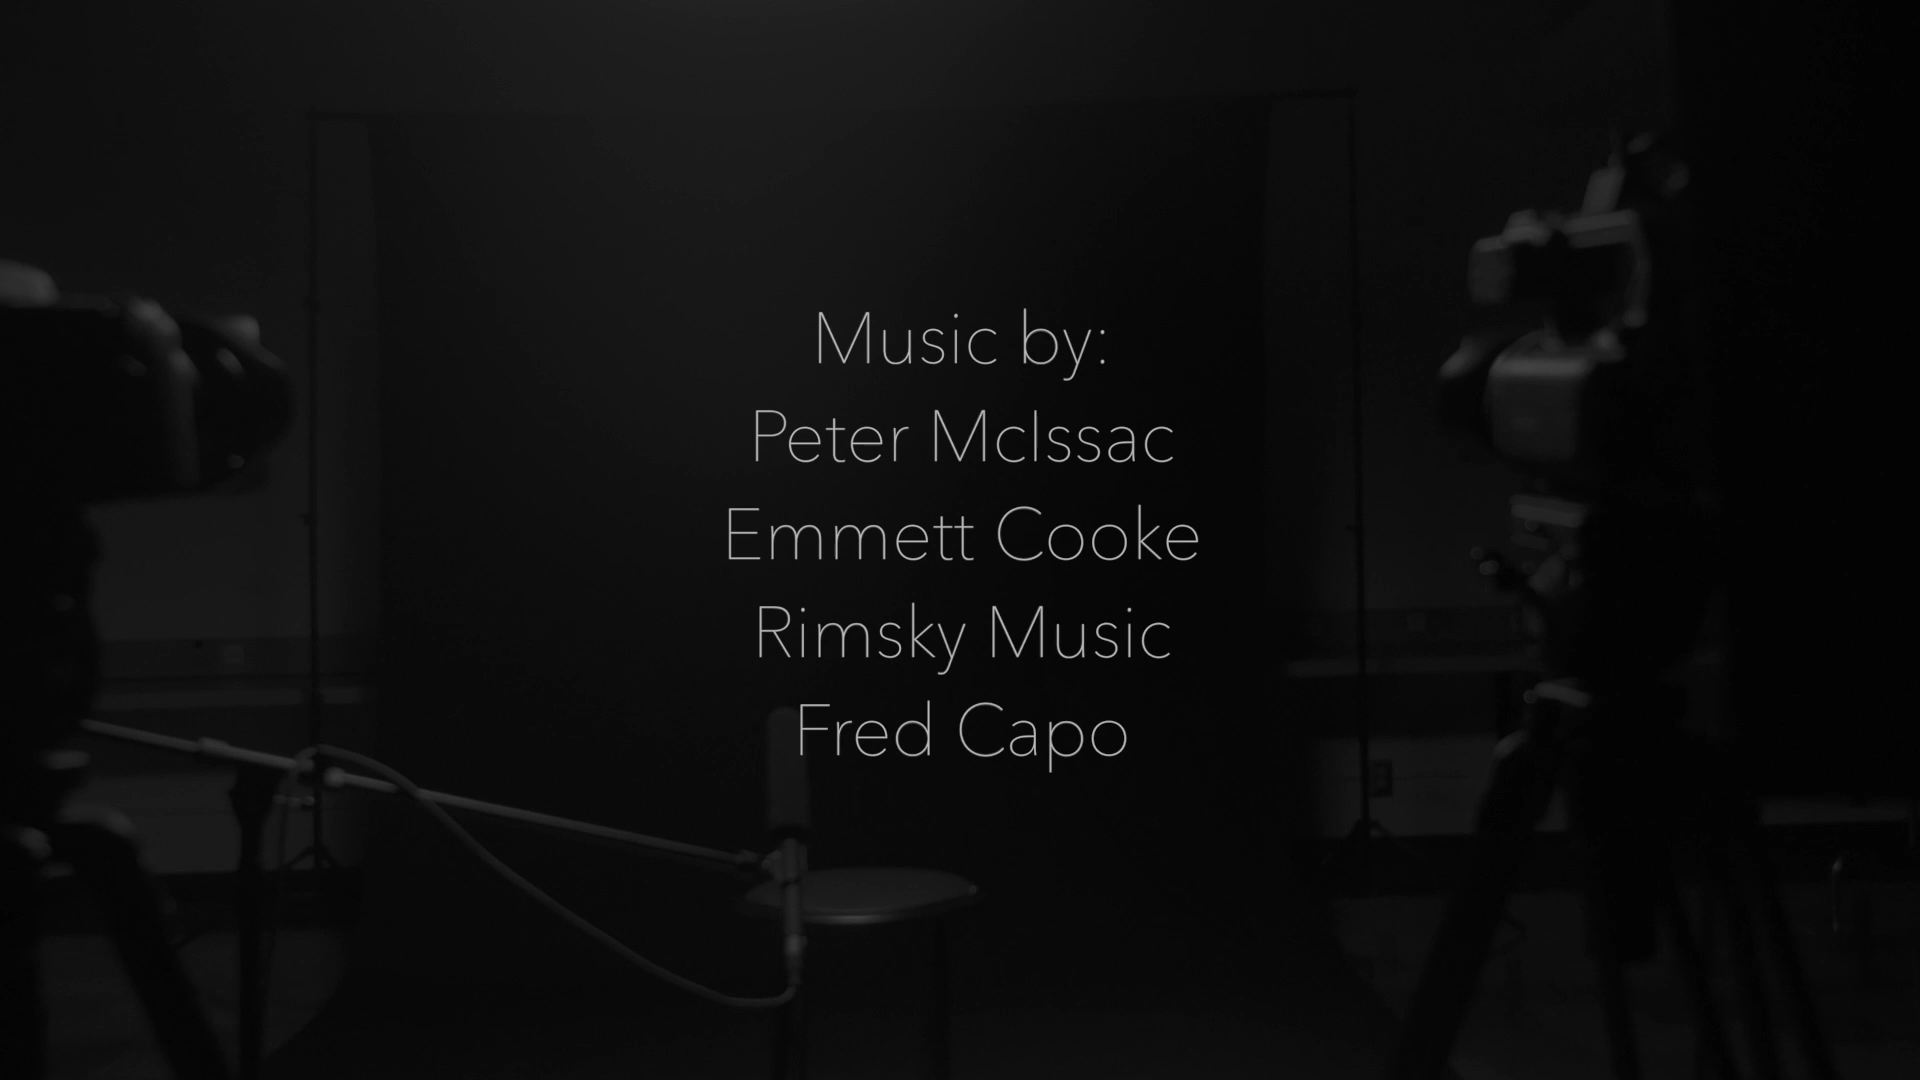 Music by:
Peter McIssac
Emmett Cooke
Rimsky Music
Fred Capo